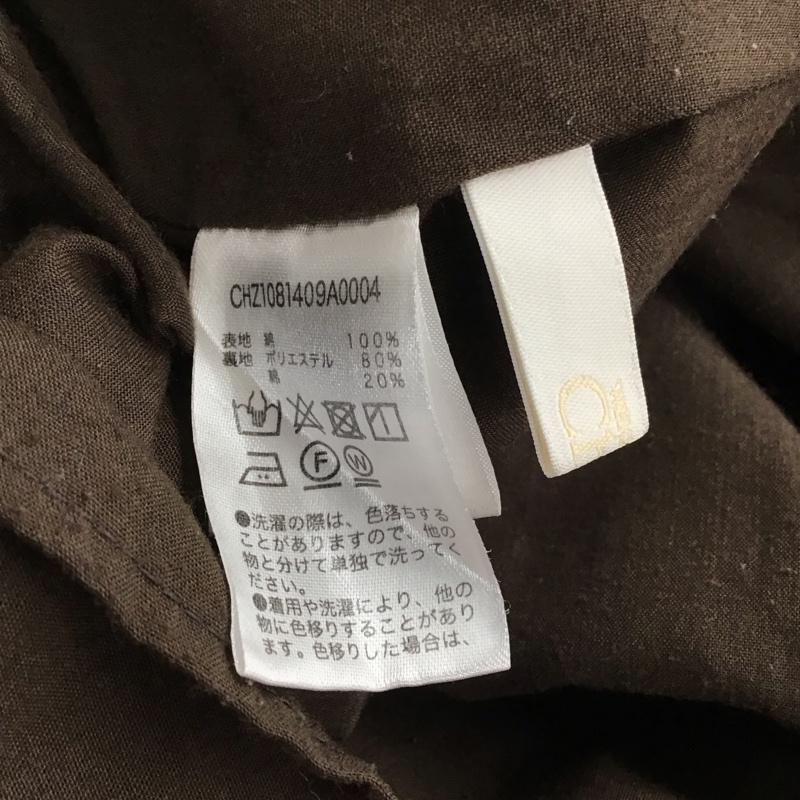 CHZ1081409A0004
表地 綿 100%
裏地 ポリエステル 80%
綿 20%
F W
●洗濯の際は、色落ちする
ことがありますので、他の
物と分けて単独で洗ってく
ださい。
●着用や洗濯により、他の
物に色移りすることがあり
ます。色移りした場合は、